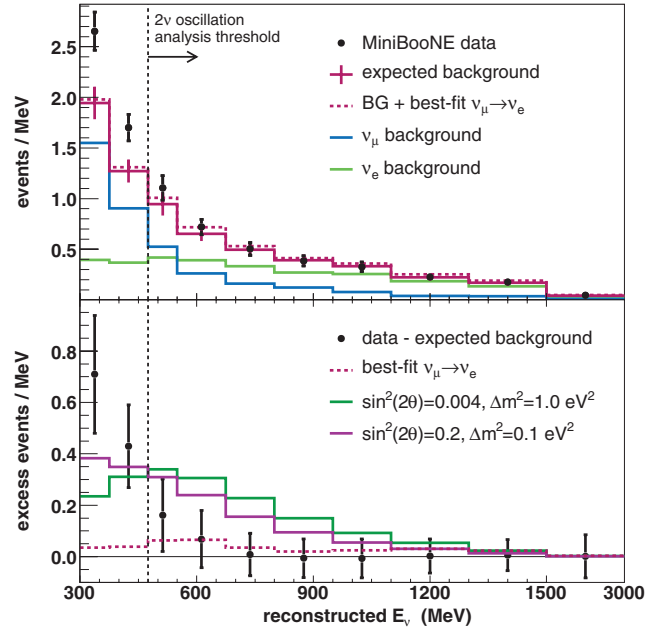 2ν oscillation
analysis threshold
MiniBooNE data
expected background
BG + best-fit νμ→νe
νμ background
νe background
events / MeV
2.5
2.0
1.5
1.0
0.5
data - expected background
best-fit νμ→νe
sin²(2θ)=0.004, Δm²=1.0 eV²
sin²(2θ)=0.2, Δm²=0.1 eV²
excess events / MeV
0.8
0.6
0.4
0.2
0.0
300 600 900 1200 1500 3000
reconstructed Eν (MeV)